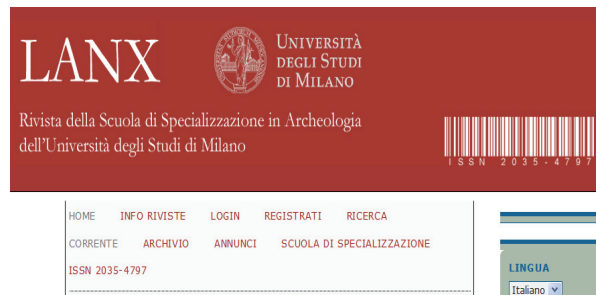 LANX
UNIVERSITÀ
DEGLI STUDI
DI MILANO
Rivista della Scuola di Specializzazione in Archeologia
dell'Università degli Studi di Milano
ISSN 2035-4797
HOME INFO RIVISTE LOGIN REGISTRATI RICERCA
CORRENTE ARCHIVIO ANNUNCI SCUOLA DI SPECIALIZZAZIONE
ISSN 2035-4797
LINGUA
Italiano